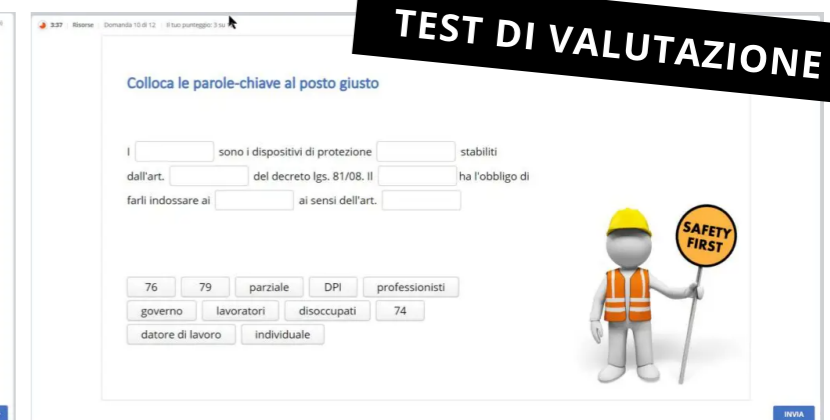 3:37 Risorse Domanda 10 di 12 Il tuo punteggio: 3 su
TEST DI VALUTAZIONE
Colloca le parole-chiave al posto giusto
I sono i dispositivi di protezione stabiliti
dall'art. del decreto lgs. 81/08. Il ha l'obbligo di
farli indossare ai ai sensi dell'art.
SAFETY
FIRST
76 79 parziale DPI professionisti
governo lavoratori disoccupati 74
datore di lavoro individuale
INVIA